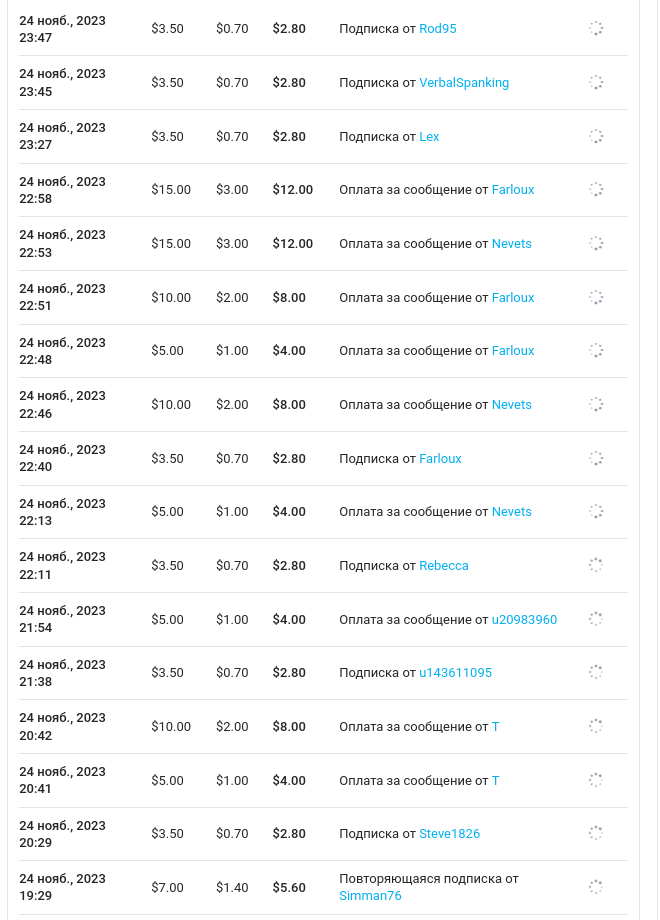 24 нояб., 2023
23:47
$3.50 $0.70 $2.80 Подписка от Rod95
24 нояб., 2023
23:45
$3.50 $0.70 $2.80 Подписка от VerbalSpanking
24 нояб., 2023
23:27
$3.50 $0.70 $2.80 Подписка от Lex
24 нояб., 2023
22:58
$15.00 $3.00 $12.00 Оплата за сообщение от Farloux
24 нояб., 2023
22:53
$15.00 $3.00 $12.00 Оплата за сообщение от Nevets
24 нояб., 2023
22:51
$10.00 $2.00 $8.00 Оплата за сообщение от Farloux
24 нояб., 2023
22:48
$5.00 $1.00 $4.00 Оплата за сообщение от Farloux
24 нояб., 2023
22:46
$10.00 $2.00 $8.00 Оплата за сообщение от Nevets
24 нояб., 2023
22:40
$3.50 $0.70 $2.80 Подписка от Farloux
24 нояб., 2023
22:13
$5.00 $1.00 $4.00 Оплата за сообщение от Nevets
24 нояб., 2023
22:11
$3.50 $0.70 $2.80 Подписка от Rebecca
24 нояб., 2023
21:54
$5.00 $1.00 $4.00 Оплата за сообщение от u20983960
24 нояб., 2023
21:38
$3.50 $0.70 $2.80 Подписка от u143611095
24 нояб., 2023
20:42
$10.00 $2.00 $8.00 Оплата за сообщение от T
24 нояб., 2023
20:41
$5.00 $1.00 $4.00 Оплата за сообщение от T
24 нояб., 2023
20:29
$3.50 $0.70 $2.80 Подписка от Steve1826
24 нояб., 2023
19:29
$7.00 $1.40 $5.60 Повторяющаяся подписка от
Simman76